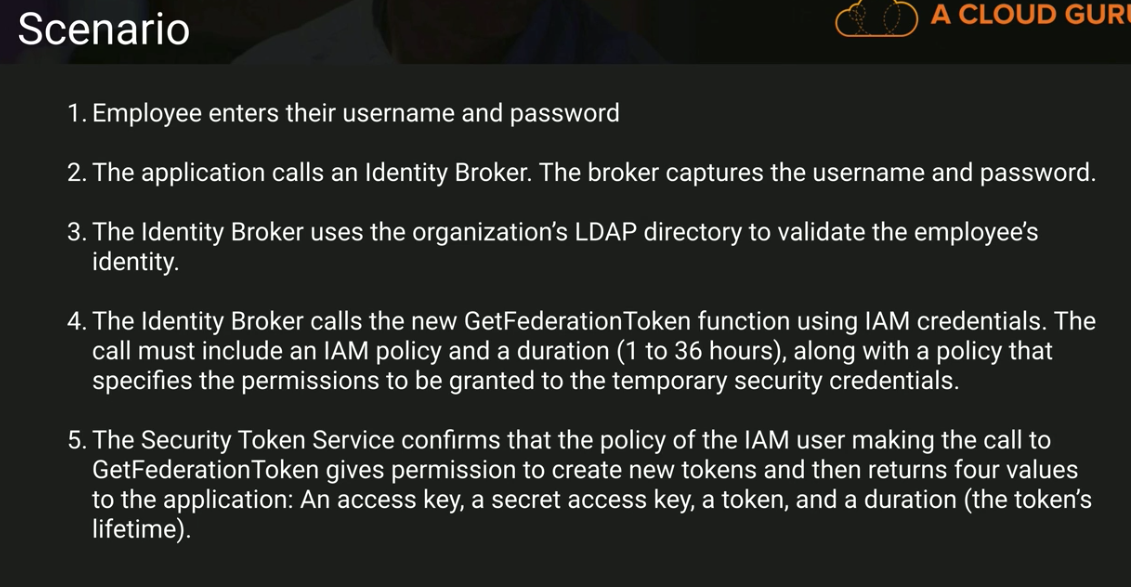 Scenario
A CLOUD GURU
1. Employee enters their username and password
2. The application calls an Identity Broker. The broker captures the username and password.
3. The Identity Broker uses the organization's LDAP directory to validate the employee's
identity.
4. The Identity Broker calls the new GetFederationToken function using IAM credentials. The
call must include an IAM policy and a duration (1 to 36 hours), along with a policy that
specifies the permissions to be granted to the temporary security credentials.
5. The Security Token Service confirms that the policy of the IAM user making the call to
GetFederationToken gives permission to create new tokens and then returns four values
to the application: An access key, a secret access key, a token, and a duration (the token's
lifetime).